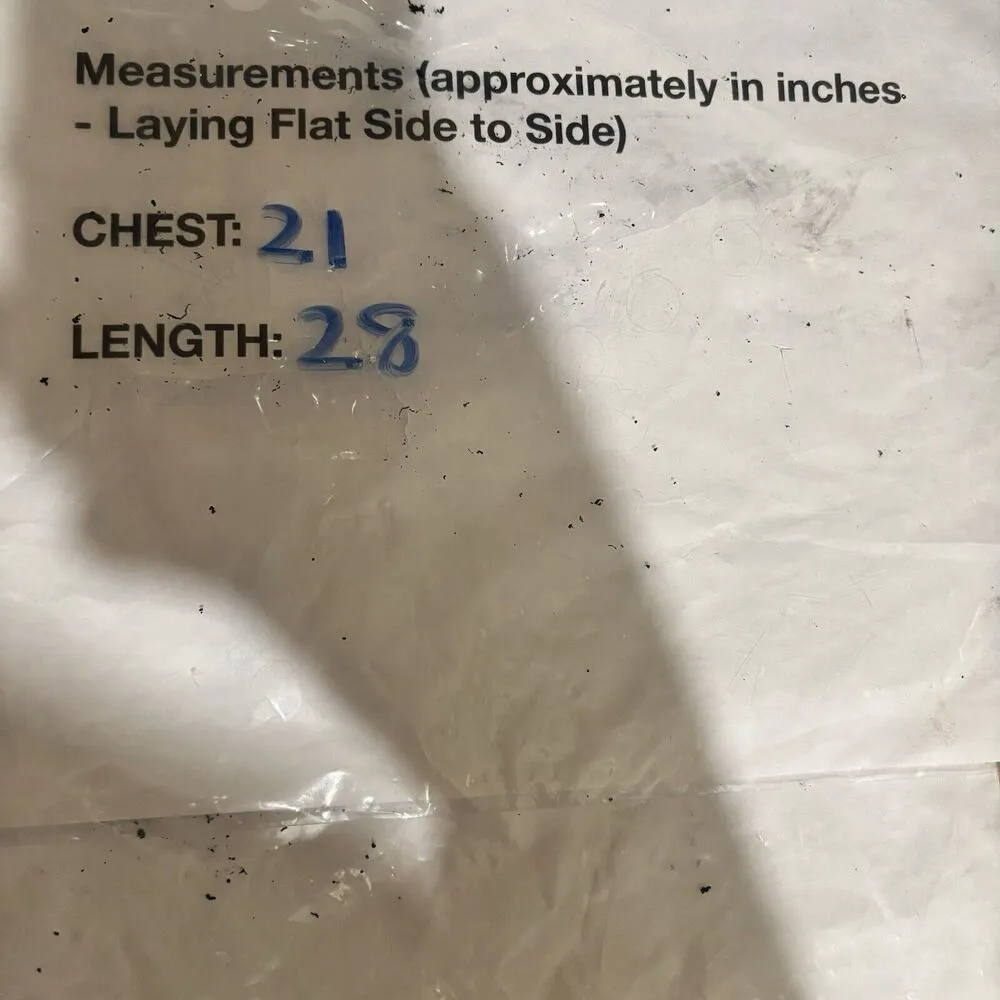 Measurements (approximately in inches
- Laying Flat Side to Side)
CHEST: 21
LENGTH: 28